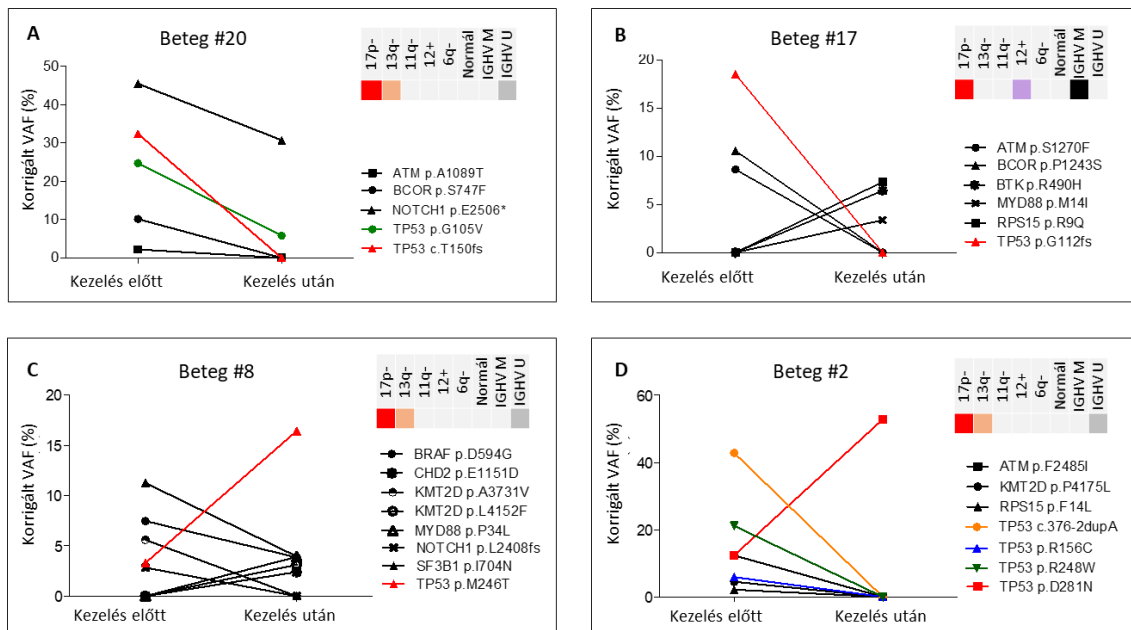 A
Beteg #20
17p-
13q-
11q-
12+
6q-
Normál
IGHV M
IGHV U
Korrigált VAF (%)
50
40
30
20
10
0
Kezelés előtt
Kezelés után
ATM p.A1089T
BCOR p.S747F
NOTCH1 p.E2506*
TP53 p.G105V
TP53 c.T150fs
B
Beteg #17
17p-
13q-
11q-
12+
6q-
Normál
IGHV M
IGHV U
Korrigált VAF (%)
20
15
10
5
0
Kezelés előtt
Kezelés után
ATM p.S1270F
BCOR p.P1243S
BTK p.R490H
MYD88 p.M14I
RPS15 p.R9Q
TP53 p.G112fs
C
Beteg #8
17p-
13q-
11q-
12+
6q-
Normál
IGHV M
IGHV U
Korrigált VAF (%)
20
15
10
5
0
Kezelés előtt
Kezelés után
BRAF p.D594G
CHD2 p.E1151D
KMT2D p.A3731V
KMT2D p.L4152F
MYD88 p.P34L
NOTCH1 p.L2408fs
SF3B1 p.I704N
TP53 p.M246T
D
Beteg #2
17p-
13q-
11q-
12+
6q-
Normál
IGHV M
IGHV U
Korrigált VAF (%)
60
40
20
0
Kezelés előtt
Kezelés után
ATM p.F2485I
KMT2D p.P4175L
RPS15 p.F14L
TP53 c.376-2dupA
TP53 p.R156C
TP53 p.R248W
TP53 p.D281N